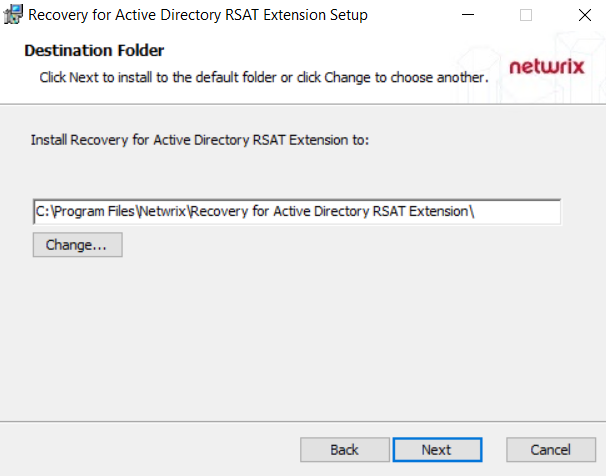 Recovery for Active Directory RSAT Extension Setup
Destination Folder
Click Next to install to the default folder or click Change to choose another.
netwrix
Install Recovery for Active Directory RSAT Extension to:
C:\Program Files\Netwrix\Recovery for Active Directory RSAT Extension\
Change...
Back
Next
Cancel